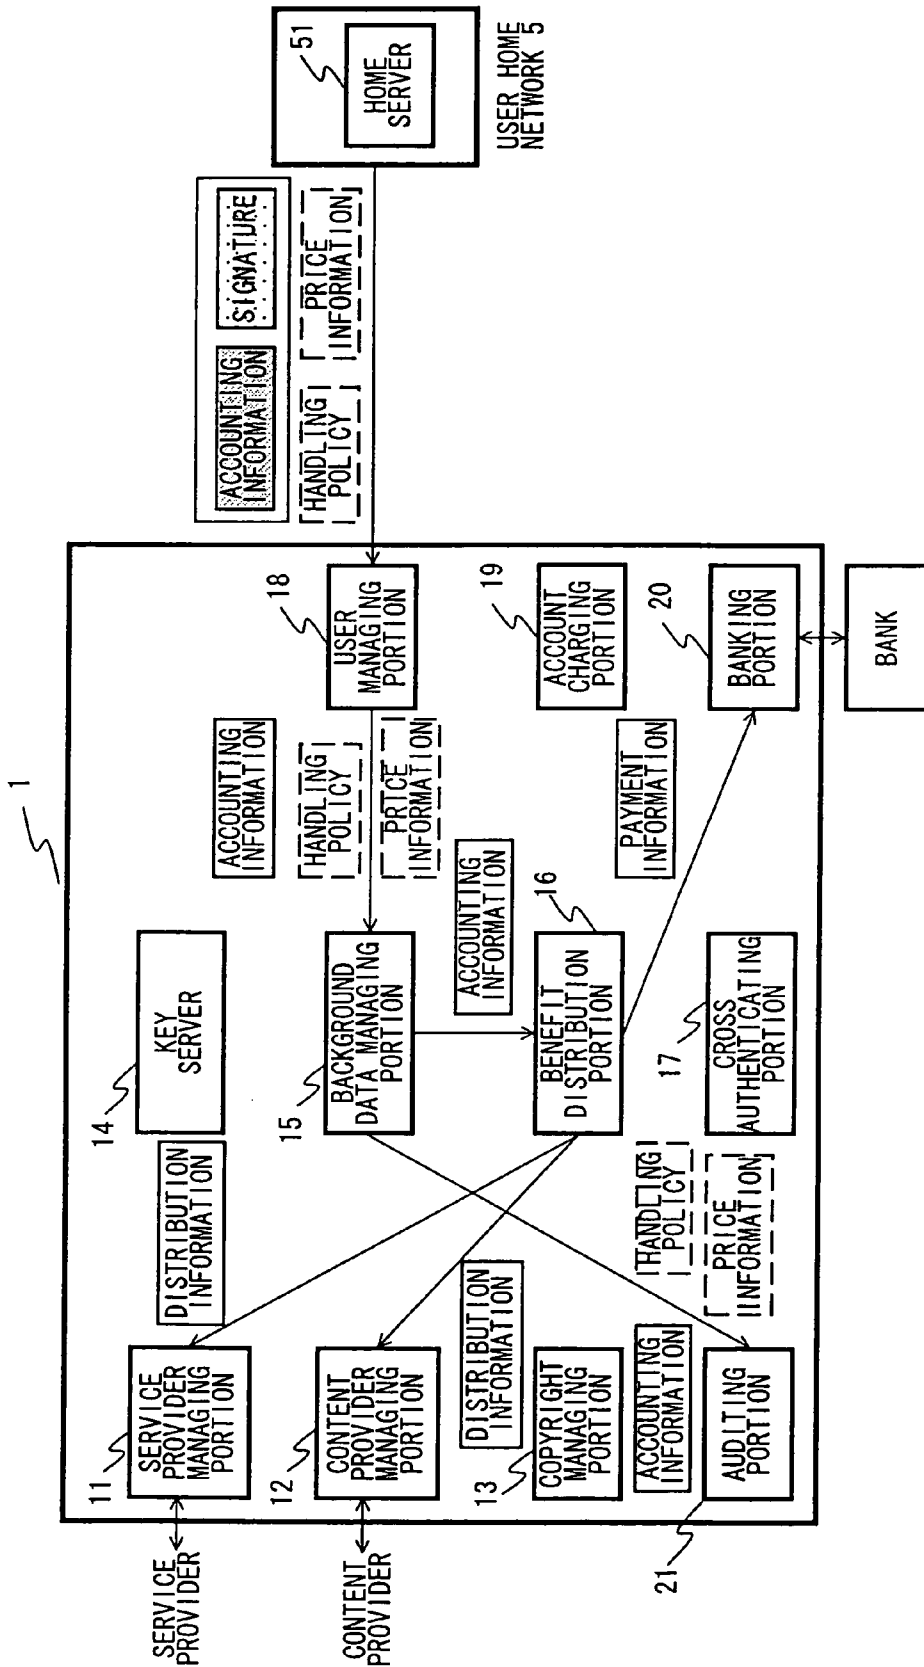 1
SERVICE
PROVIDER
11
SERVICE
PROVIDER
MANAGING
PORTION
DISTRIBUTION
INFORMATION
14
KEY
SERVER
ACCOUNTING
INFORMATION
ACCOUNTING
INFORMATION
SIGNATURE
51
HOME
SERVER
USER HOME
NETWORK 5
CONTENT
PROVIDER
12
CONTENT
PROVIDER
MANAGING
PORTION
15
BACKGROUND
DATA MANAGING
PORTION
HANDLING
POLICY
PRICE
INFORMATION
18
USER
MANAGING
PORTION
HANDLING
POLICY
PRICE
INFORMATION
DISTRIBUTION
INFORMATION
ACCOUNTING
INFORMATION
13
COPYRIGHT
MANAGING
PORTION
16
BENEFIT
DISTRIBUTION
PORTION
19
ACCOUNT
CHARGING
PORTION
ACCOUNTING
INFORMATION
HANDLING
POLICY
PRICE
INFORMATION
PAYMENT
INFORMATION
21
AUDITING
PORTION
17
CROSS
AUTHENTICATING
PORTION
20
BANKING
PORTION
BANK